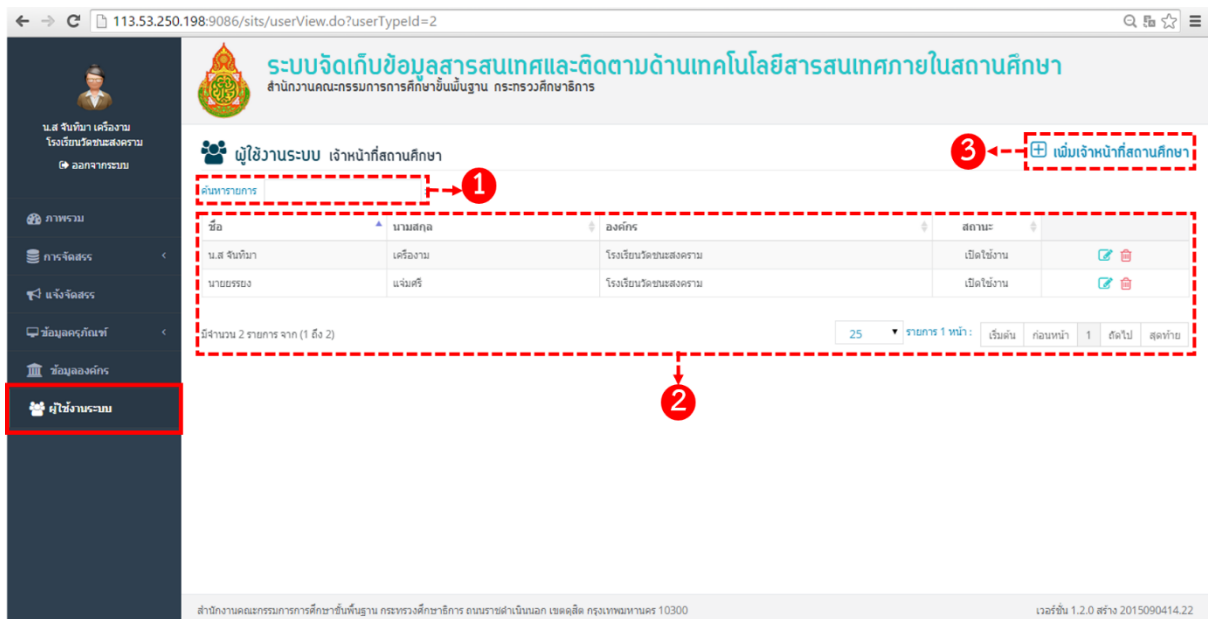 113.53.250.198:9086/sits/userView.do?userTypeId=2
ระบบจัดเก็บข้อมูลสารสนเทศและติดตามด้านเทคโนโลยีสารสนเทศภายในสถานศึกษา
สำนักงานคณะกรรมการการศึกษาขั้นพื้นฐาน กระทรวงศึกษาธิการ
น.ส จันทิมา เครืองาม
โรงเรียนวัดชนะสงคราม
ออกจากระบบ
ภาพรวม
การจัดสรร
แจ้งจัดสรร
ข้อมูลครุภัณฑ์
ข้อมูลองค์กร
ผู้ใช้งานระบบ
ผู้ใช้งานระบบ เจ้าหน้าที่สถานศึกษา
3 เพิ่มเจ้าหน้าที่สถานศึกษา
ค้นหารายการ 1
ชื่อ นามสกุล องค์กร สถานะ
น.ส จันทิมา เครืองาม โรงเรียนวัดชนะสงคราม เปิดใช้งาน
นายยรรยง แจ่มศรี โรงเรียนวัดชนะสงคราม เปิดใช้งาน
มีจำนวน 2 รายการ จาก (1 ถึง 2) 25 รายการ 1 หน้า : เริ่มต้น ก่อนหน้า 1 ถัดไป สุดท้าย
2
สำนักงานคณะกรรมการการศึกษาขั้นพื้นฐาน กระทรวงศึกษาธิการ ถนนราชดำเนินนอก เขตดุสิต กรุงเทพมหานคร 10300
เวอร์ชั่น 1.2.0 สร้าง 2015090414.22